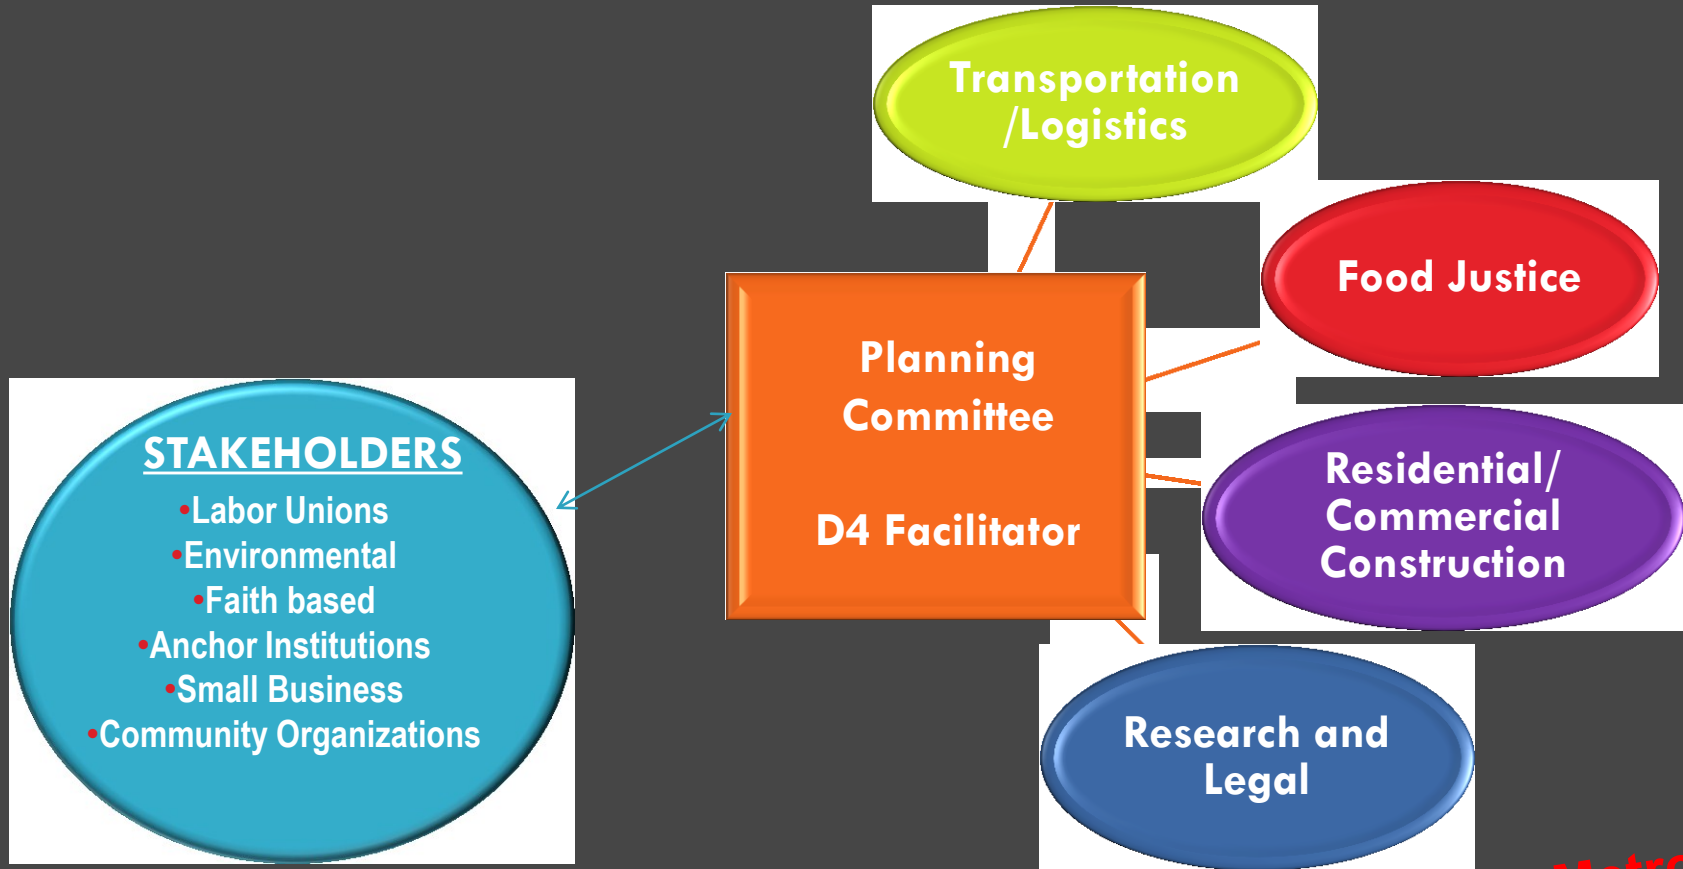 Transportation
/Logistics
Food Justice
Planning
Committee
D4 Facilitator
Residential/
Commercial
Construction
Research and
Legal
STAKEHOLDERS
•Labor Unions
•Environmental
•Faith based
•Anchor Institutions
•Small Business
•Community Organizations